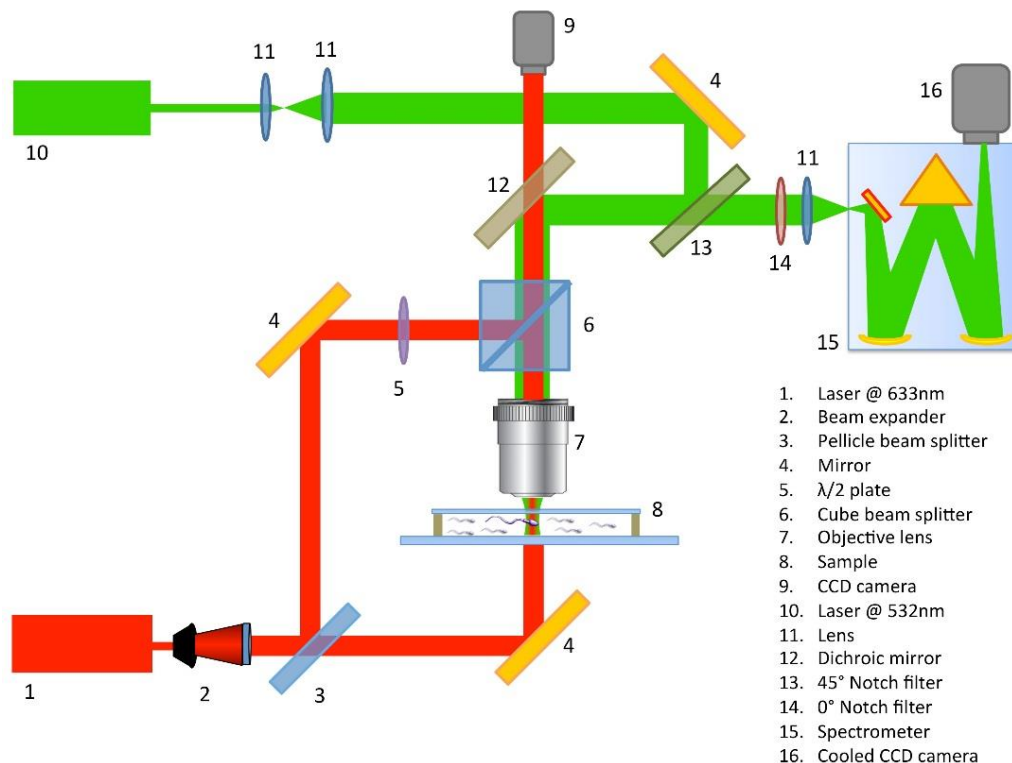 9
11
11
4
16
10
12
11
13
14
4
6
15
5
7
8
4
1
2
3
1. Laser @ 633nm
2. Beam expander
3. Pellicle beam splitter
4. Mirror
5. λ/2 plate
6. Cube beam splitter
7. Objective lens
8. Sample
9. CCD camera
10. Laser @ 532nm
11. Lens
12. Dichroic mirror
13. 45° Notch filter
14. 0° Notch filter
15. Spectrometer
16. Cooled CCD camera